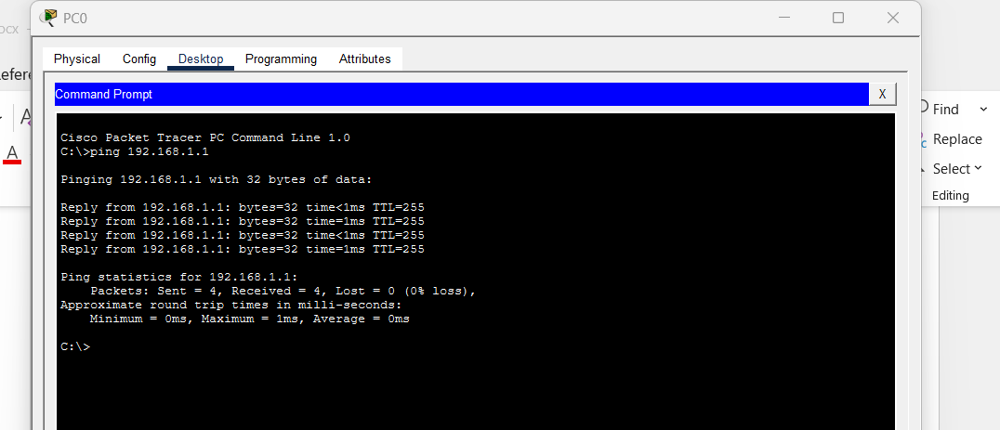 PC0
ocx
Physical Config Desktop Programming Attributes
Command Prompt
X
Cisco Packet Tracer PC Command Line 1.0
C:\>ping 192.168.1.1
Pinging 192.168.1.1 with 32 bytes of data:
Reply from 192.168.1.1: bytes=32 time<1ms TTL=255
Reply from 192.168.1.1: bytes=32 time=1ms TTL=255
Reply from 192.168.1.1: bytes=32 time<1ms TTL=255
Reply from 192.168.1.1: bytes=32 time=1ms TTL=255
Ping statistics for 192.168.1.1:
Packets: Sent = 4, Received = 4, Lost = 0 (0% loss),
Approximate round trip times in milli-seconds:
Minimum = 0ms, Maximum = 1ms, Average = 0ms
C:\>
Find
Replace
Select
Editing